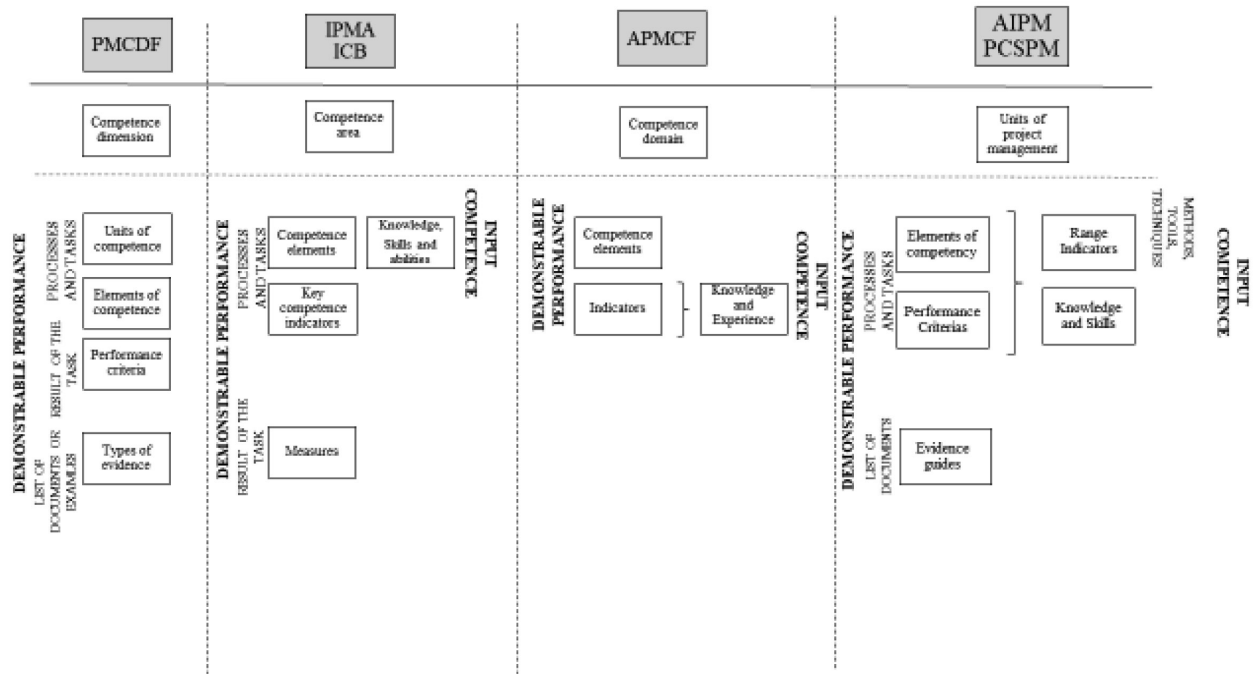 PMCDF
IPMA
ICB
APMCF
AIPM
PCSPM
Competence
dimension
Competence
area
Competence
domain
Units of
project
management
DEMONSTRABLE PERFORMANCE
PROCESSES
AND TASKS
Units of
competence
Elements of
competence
RESULT OF THE
TASK
Performance
criteria
LIST OF
DOCUMENTS OR
EXAMLES
Types of
evidence
DEMONSTRABLE PERFORMANCE
PROCESSES
AND TASKS
Competence
elements
Knowledge,
Skills and
abilities
INPUT
COMPETENCE
Key
competence
indicators
RESULT OF THE
TASK
Measures
DEMONSTRABLE
PERFORMANCE
Competence
elements
Indicators
Knowledge
and
Experience
INPUT
COMPETENCE
DEMONSTRABLE PERFORMANCE
PROCESSES
AND TASKS
Elements of
competency
Performance
Criterias
Range
Indicators
Knowledge
and Skills
METHODS,
TOOLS,
TECHNIQUES
INPUT
COMPETENCE
LIST OF
DOCUMENTS
Evidence
guides